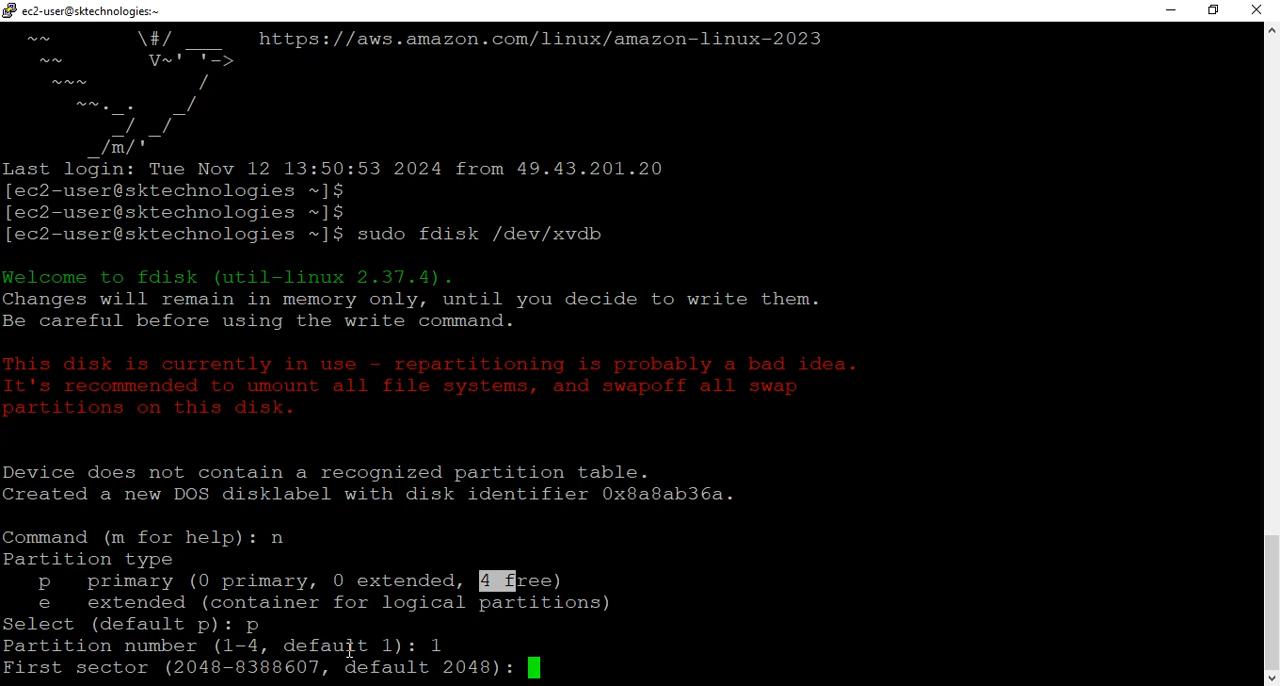 ec2-user@sktechnologies:~
~~ \#/ ___ https://aws.amazon.com/linux/amazon-linux-2023
~~ V~' '->
~~~ /
~~._. _/
_/ _/
_/m/'
Last login: Tue Nov 12 13:50:53 2024 from 49.43.201.20
[ec2-user@sktechnologies ~]$
[ec2-user@sktechnologies ~]$
[ec2-user@sktechnologies ~]$ sudo fdisk /dev/xvdb
Welcome to fdisk (util-linux 2.37.4).
Changes will remain in memory only, until you decide to write them.
Be careful before using the write command.
This disk is currently in use - repartitioning is probably a bad idea.
It's recommended to umount all file systems, and swapoff all swap
partitions on this disk.
Device does not contain a recognized partition table.
Created a new DOS disklabel with disk identifier 0x8a8ab36a.
Command (m for help): n
Partition type
p primary (0 primary, 0 extended, 4 free)
e extended (container for logical partitions)
Select (default p): p
Partition number (1-4, default 1): 1
First sector (2048-8388607, default 2048):